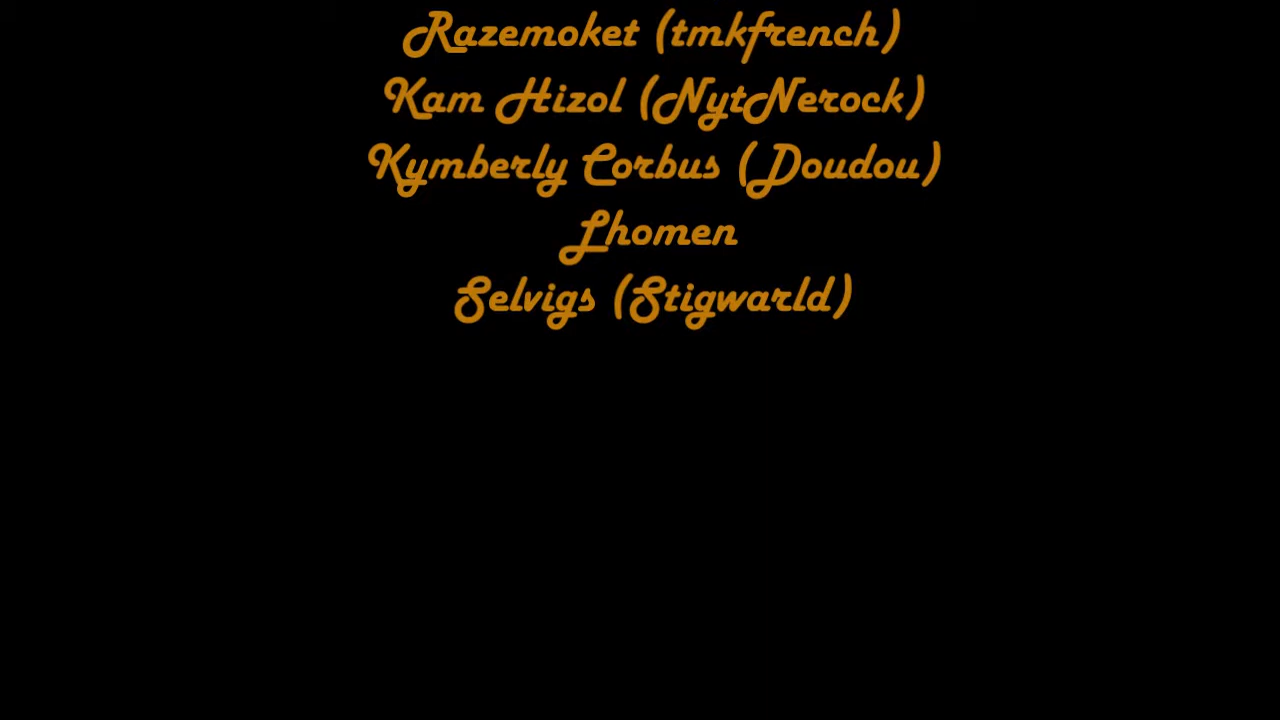 Razemoket (tmkfrench)
Kam Hizol (NytNerock)
Kymberly Corbus (Doudou)
Lhomen
Selvigs (Stigwarld)